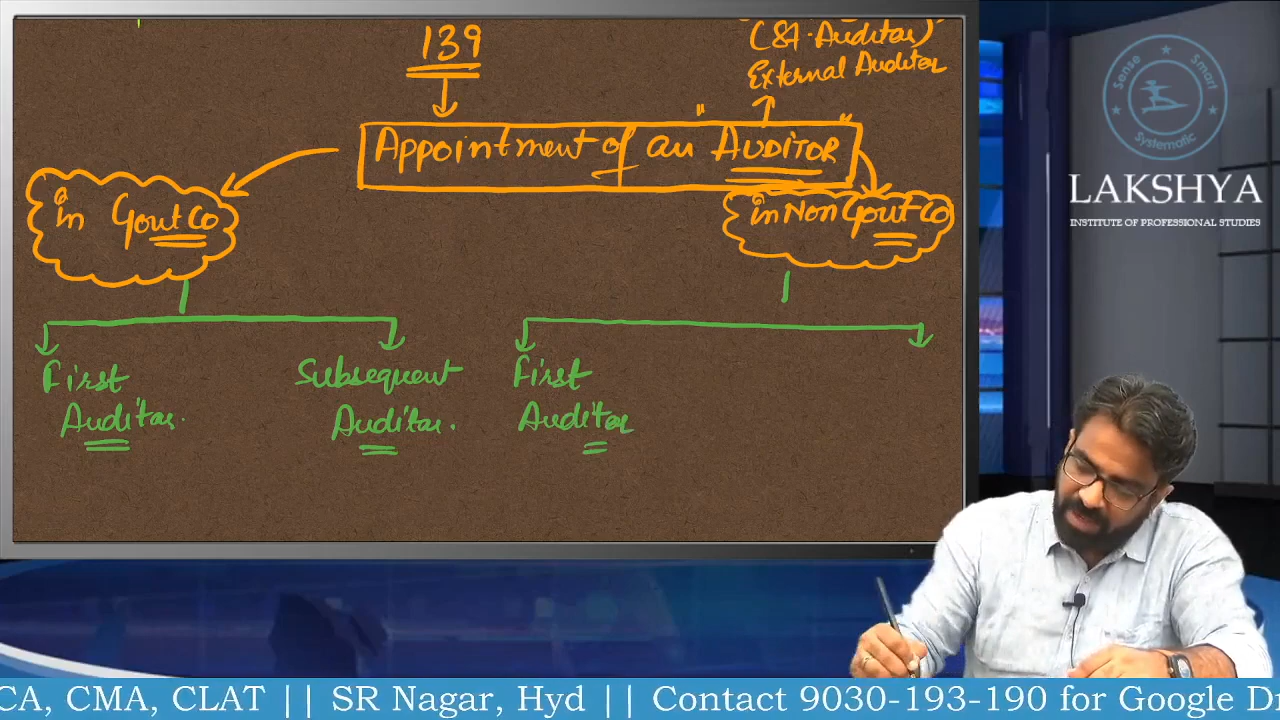 139
(St. Auditor)
External Auditor
Appointment of an "AUDITOR"
in Govt Co
in Non Govt Co
First
Auditor.
Subsequent
Auditor.
First
Auditor
Sense
Smart
Systematic
LAKSHYA
INSTITUTE OF PROFESSIONAL STUDIES
CA, CMA, CLAT || SR Nagar, Hyd || Contact 9030-193-190 for Google D